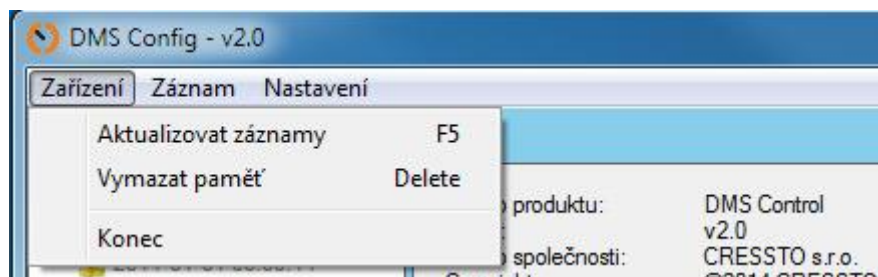 DMS Config - v2.0
Zařízení Záznam Nastavení
Aktualizovat záznamy F5
Vymazat paměť Delete
Konec
produktu: DMS Control
v2.0
společnosti: CRESSTO s.r.o.